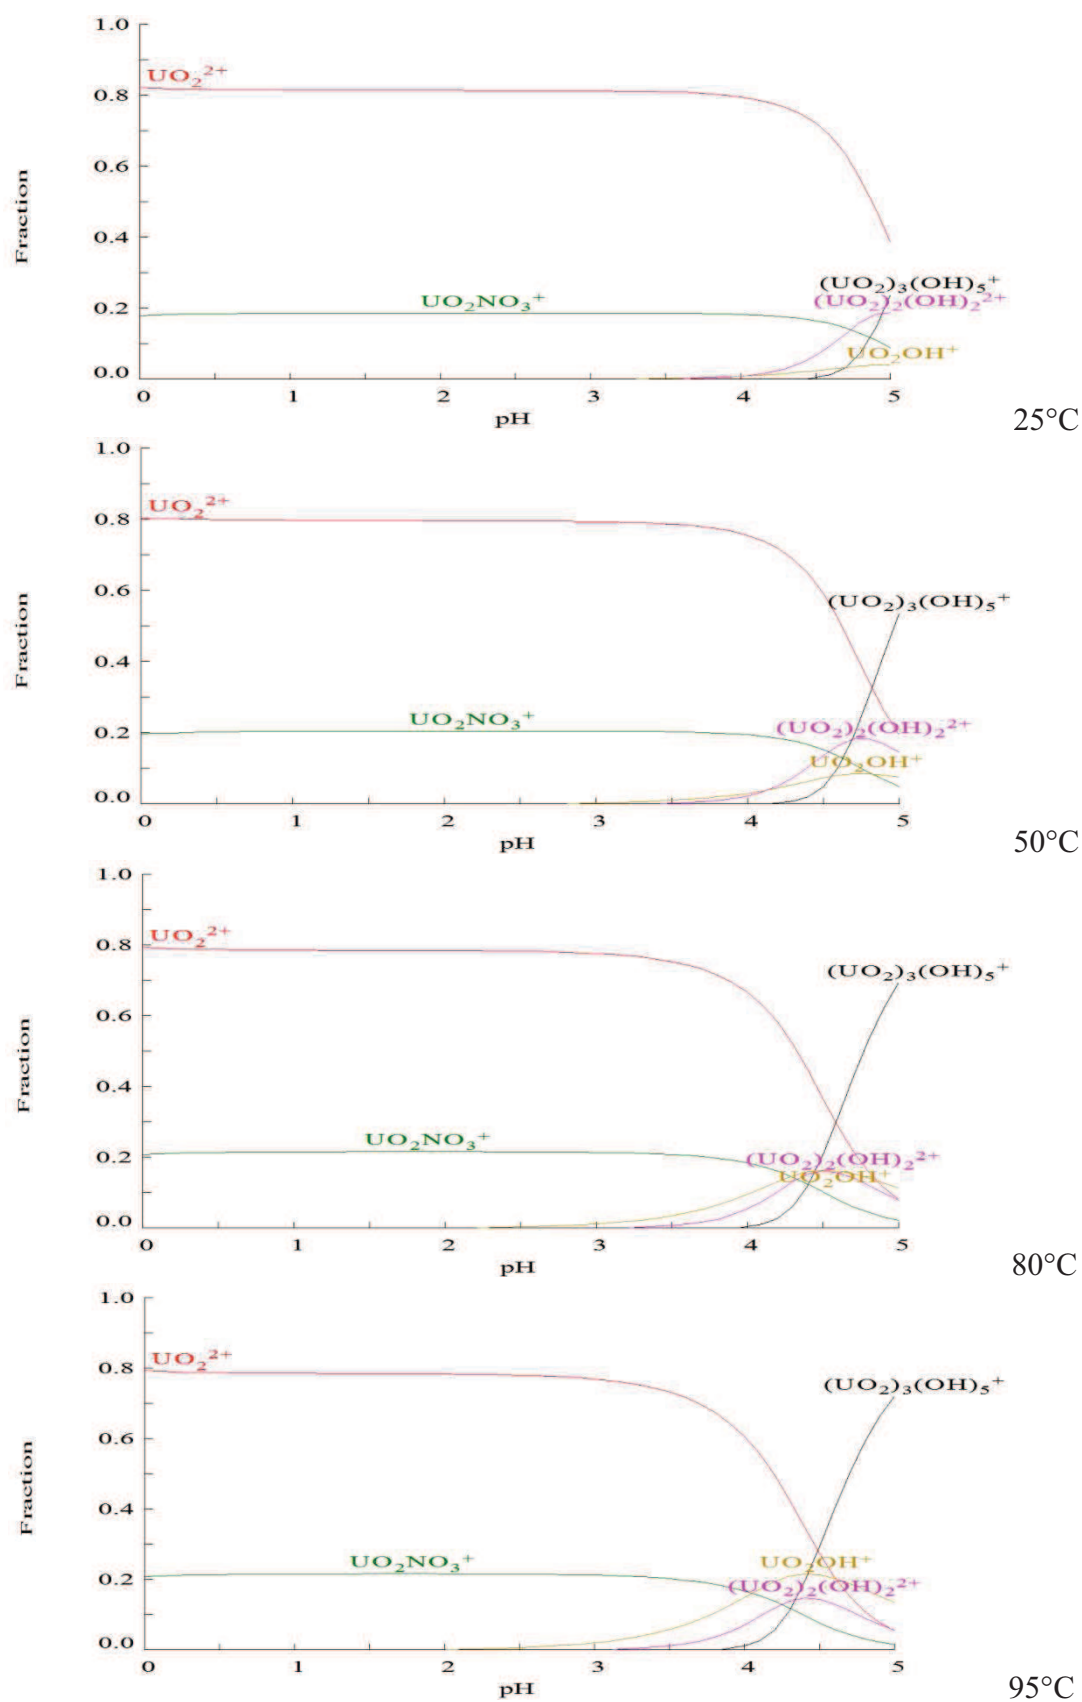 1.0
UO₂²⁺
0.8
0.6
Fraction
0.4
(UO₂)₃(OH)₅⁺
UO₂NO₃⁺
(UO₂)₂(OH)₂²⁺
0.2
UO₂OH⁺
0.0
0 1 2 3 4 5
pH
25°C
1.0
UO₂²⁺
0.8
0.6
(UO₂)₃(OH)₅⁺
Fraction
0.4
UO₂NO₃⁺
0.2
(UO₂)₂(OH)₂²⁺
UO₂OH⁺
0.0
0 1 2 3 4 5
pH
50°C
1.0
UO₂²⁺
0.8
(UO₂)₃(OH)₅⁺
0.6
Fraction
0.4
UO₂NO₃⁺
0.2
(UO₂)₂(OH)₂²⁺
UO₂OH⁺
0.0
0 1 2 3 4 5
pH
80°C
1.0
UO₂²⁺
0.8
(UO₂)₃(OH)₅⁺
0.6
Fraction
0.4
UO₂NO₃⁺
UO₂OH⁺
0.2
(UO₂)₂(OH)₂²⁺
0.0
0 1 2 3 4 5
pH
95°C